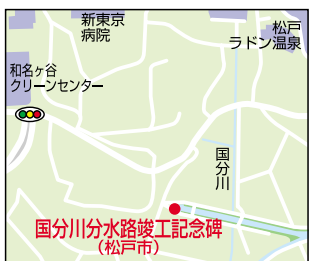 新東京
病院
松戸
ラドン温泉
和名ヶ谷
クリーンセンター
国分川
国分川分水路竣工記念碑
(松戸市)